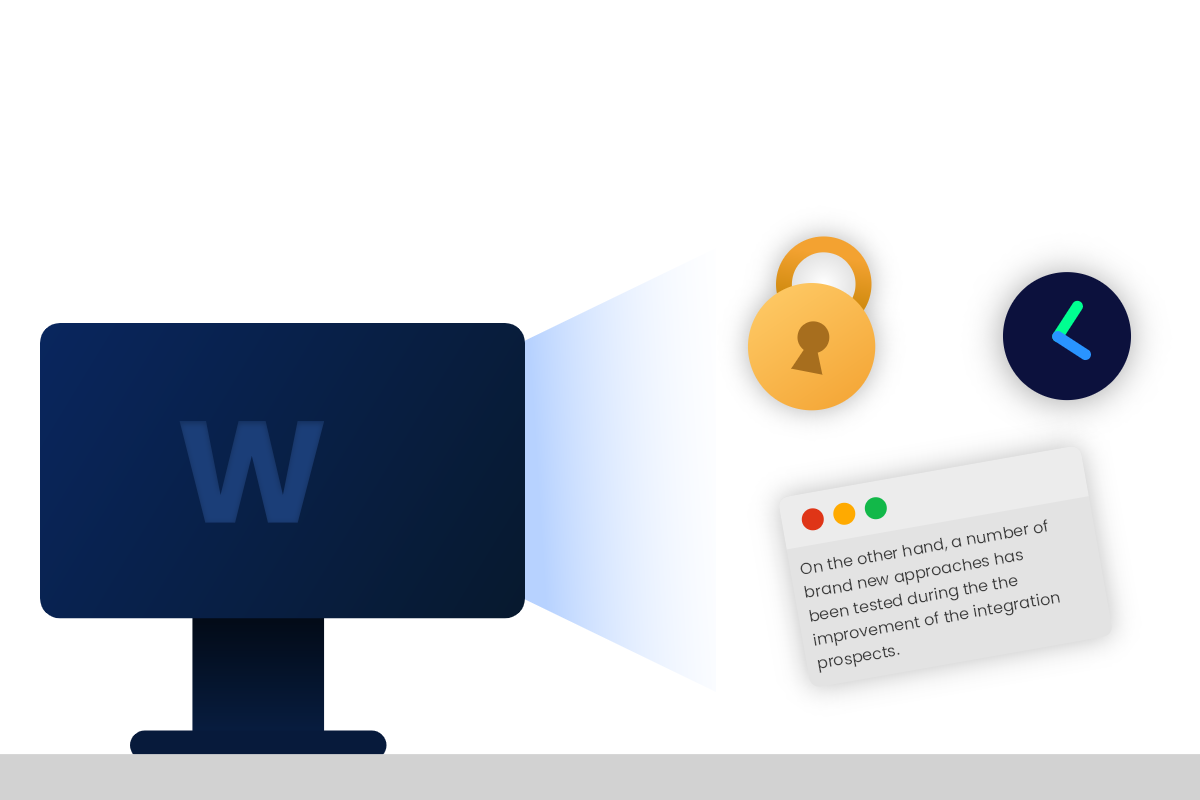 W
On the other hand, a number of
brand new approaches has
been tested during the the
improvement of the integration
prospects.